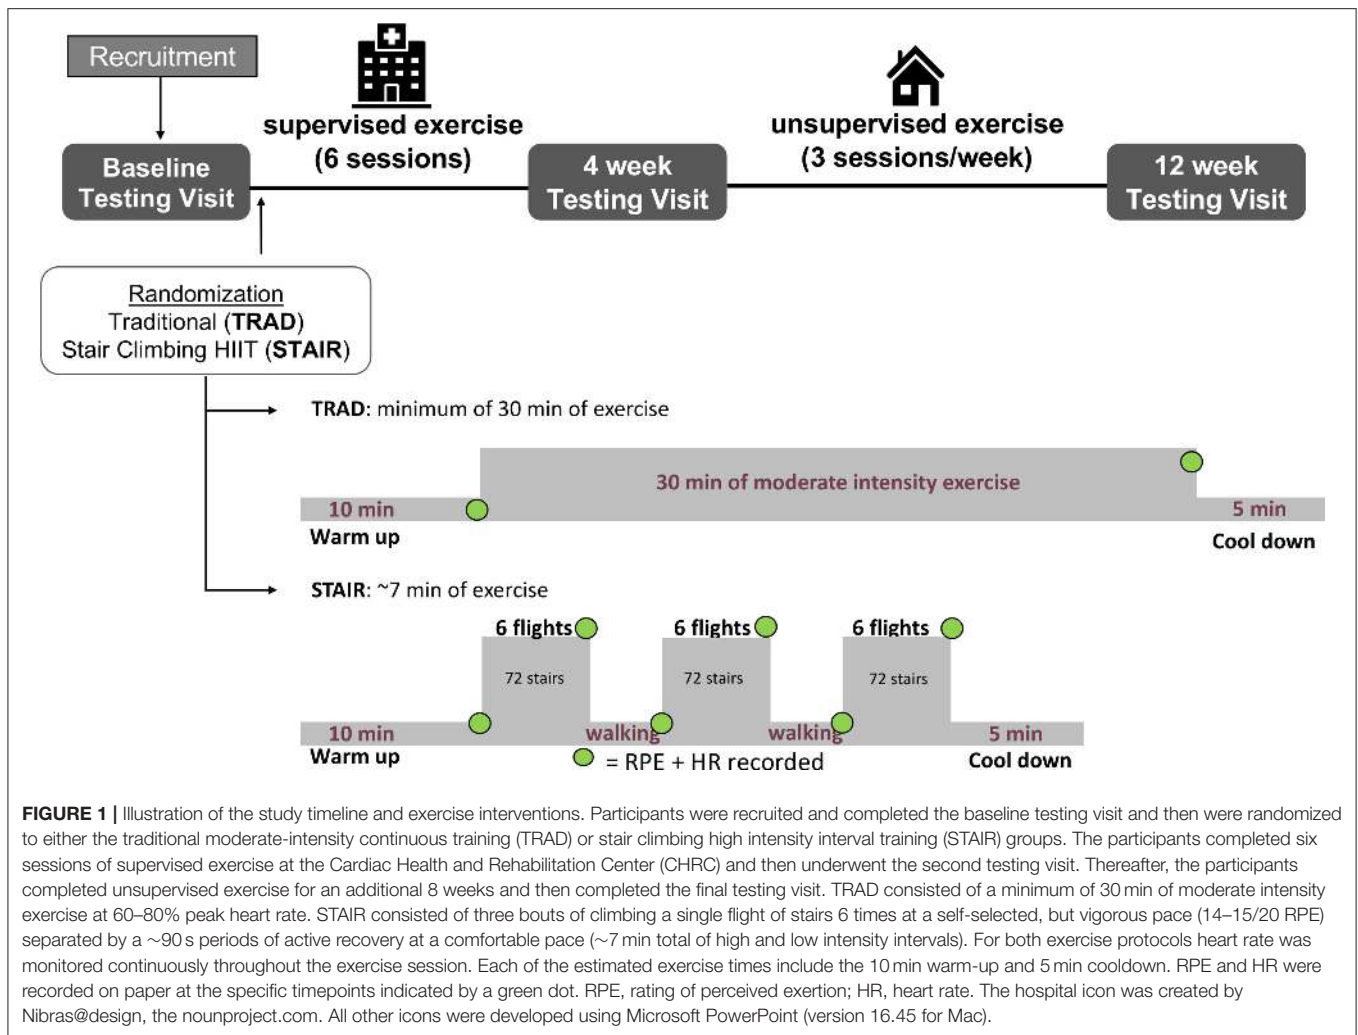 Recruitment
supervised exercise
(6 sessions)
unsupervised exercise
(3 sessions/week)
Baseline
Testing Visit
4 week
Testing Visit
12 week
Testing Visit
Randomization
Traditional (TRAD)
Stair Climbing HIIT (STAIR)
TRAD: minimum of 30 min of exercise
30 min of moderate intensity exercise
10 min
Warm up
5 min
Cool down
STAIR: ~7 min of exercise
6 flights
6 flights
6 flights
72 stairs
72 stairs
72 stairs
10 min
Warm up
walking
walking
5 min
Cool down
= RPE + HR recorded
FIGURE 1 | Illustration of the study timeline and exercise interventions. Participants were recruited and completed the baseline testing visit and then were randomized
to either the traditional moderate-intensity continuous training (TRAD) or stair climbing high intensity interval training (STAIR) groups. The participants completed six
sessions of supervised exercise at the Cardiac Health and Rehabilitation Center (CHRC) and then underwent the second testing visit. Thereafter, the participants
completed unsupervised exercise for an additional 8 weeks and then completed the final testing visit. TRAD consisted of a minimum of 30 min of moderate intensity
exercise at 60–80% peak heart rate. STAIR consisted of three bouts of climbing a single flight of stairs 6 times at a self-selected, but vigorous pace (14–15/20 RPE)
separated by a ~90 s periods of active recovery at a comfortable pace (~7 min total of high and low intensity intervals). For both exercise protocols heart rate was
monitored continuously throughout the exercise session. Each of the estimated exercise times include the 10 min warm-up and 5 min cooldown. RPE and HR were
recorded on paper at the specific timepoints indicated by a green dot. RPE, rating of perceived exertion; HR, heart rate. The hospital icon was created by
Nibras@design, the nounproject.com. All other icons were developed using Microsoft PowerPoint (version 16.45 for Mac).